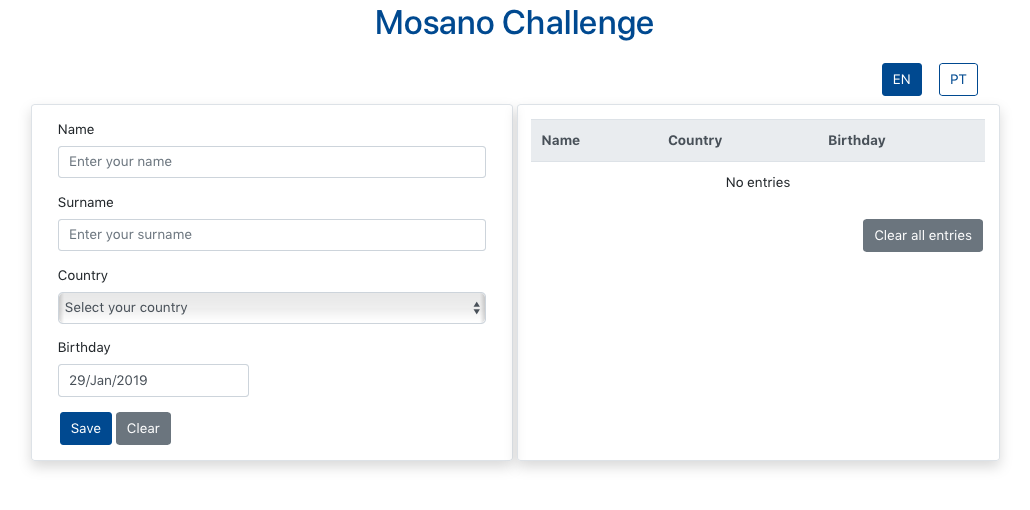 Mosano Challenge
EN PT
Name
Enter your name
Surname
Enter your surname
Country
Select your country
Birthday
29/Jan/2019
Save Clear
Name Country Birthday
No entries
Clear all entries